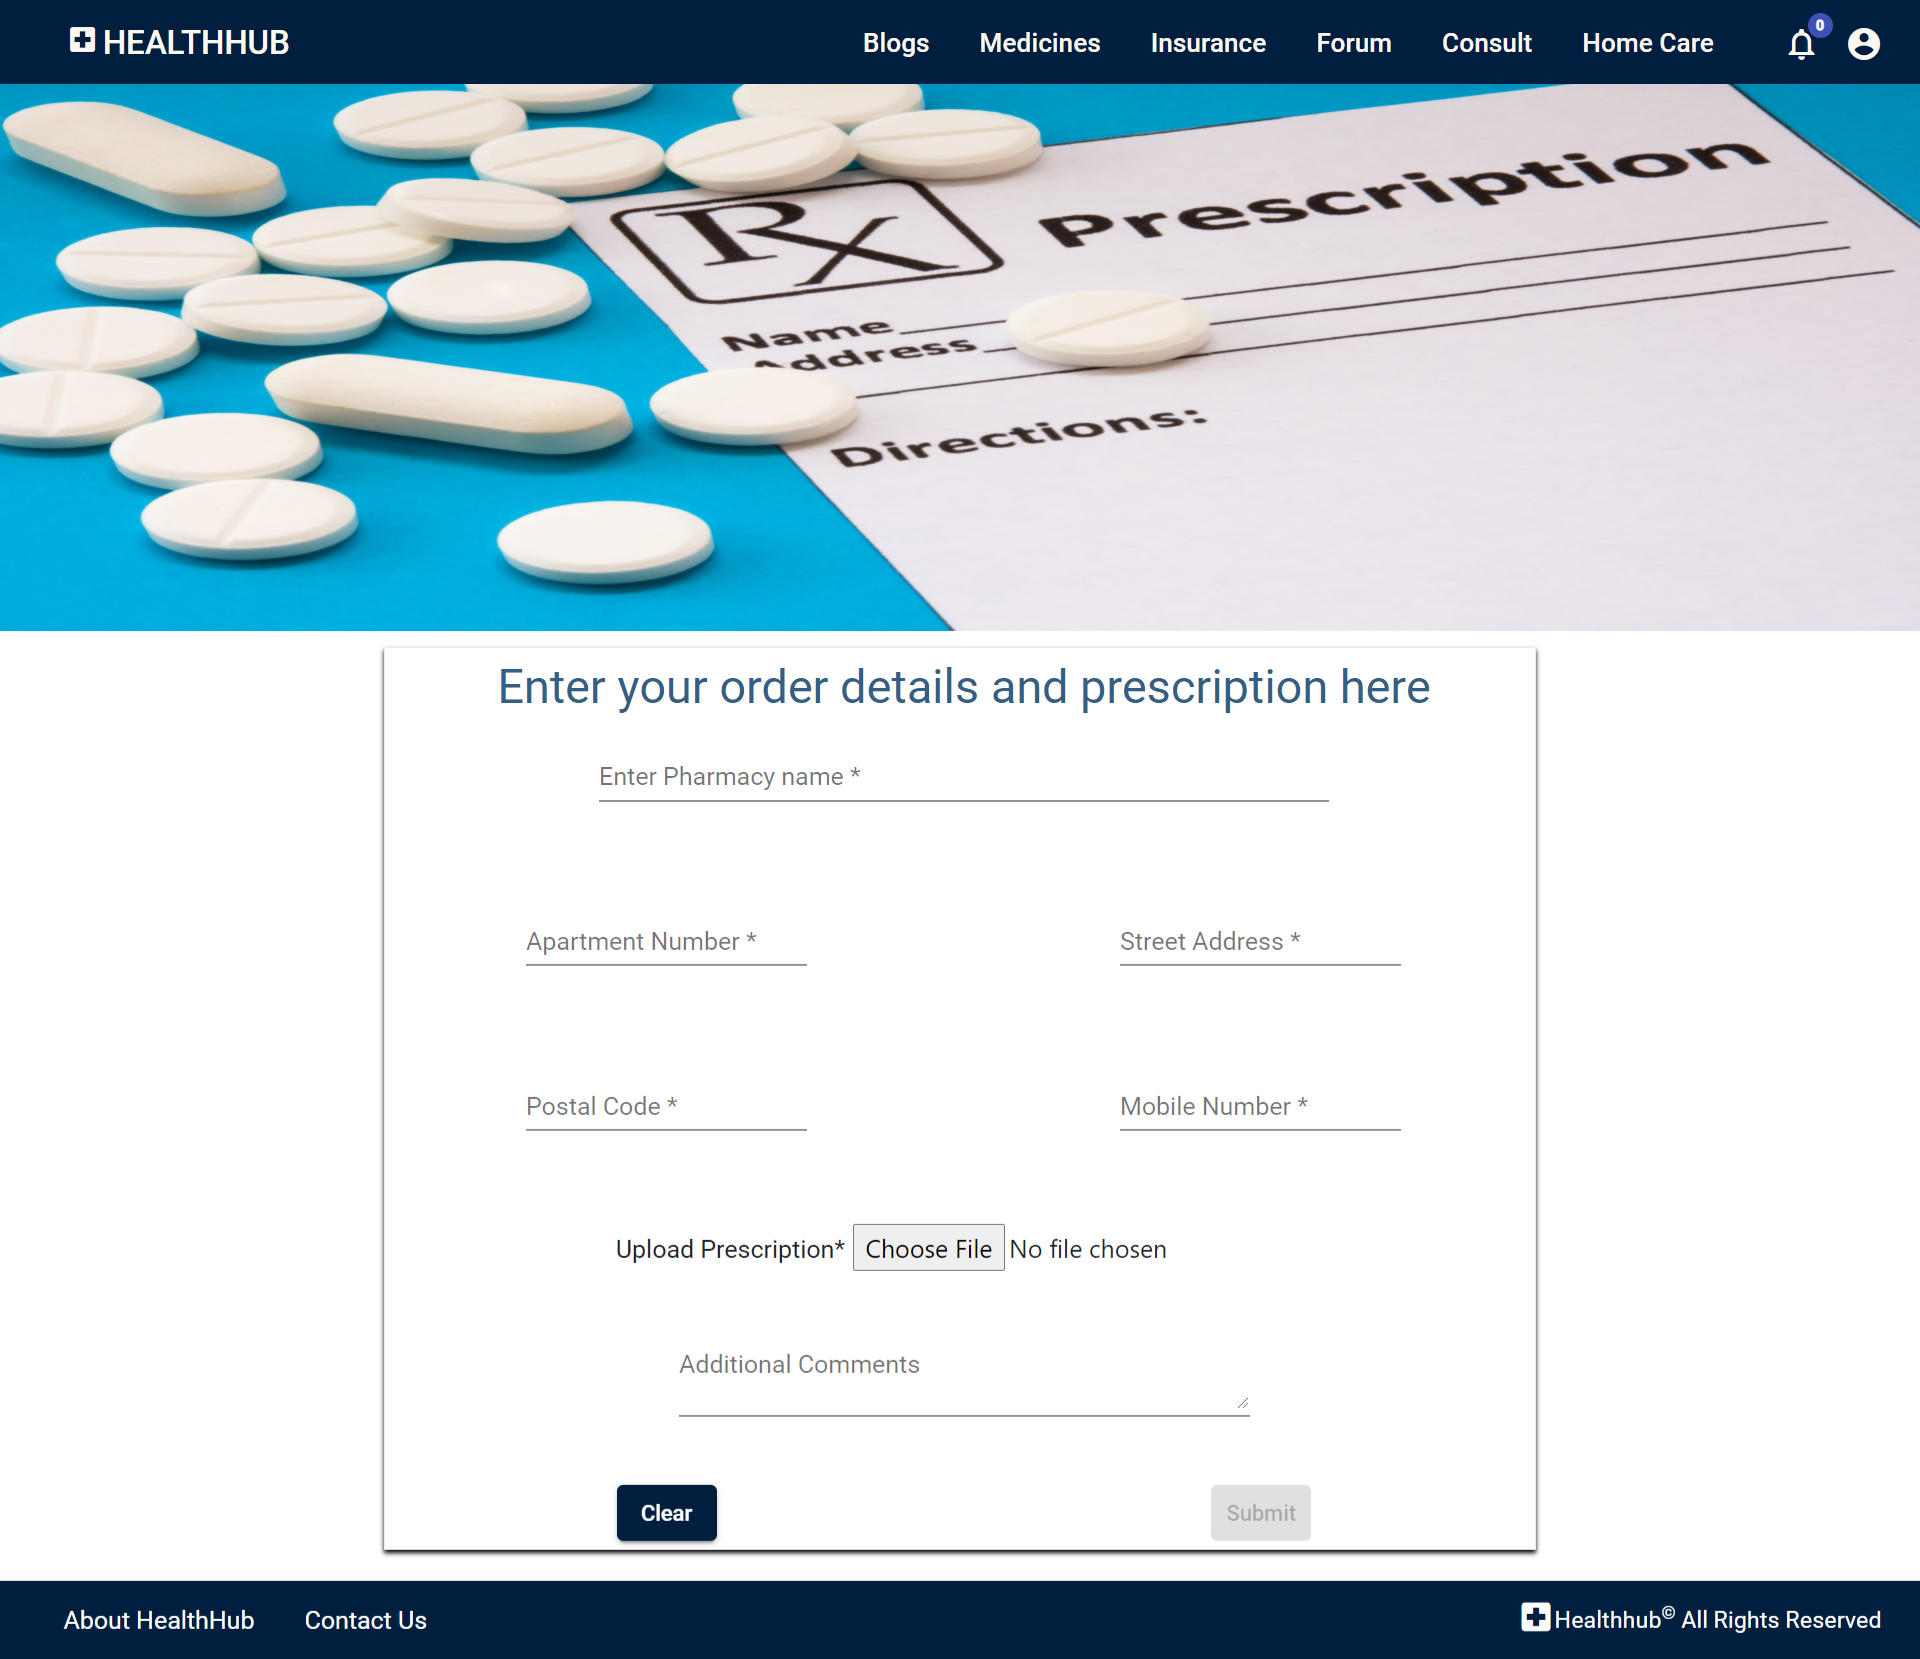 HEALTHHUB
Blogs Medicines Insurance Forum Consult Home Care 0
Rx Prescription
Name
Address
Directions:
Enter your order details and prescription here
Enter Pharmacy name *
Apartment Number * Street Address *
Postal Code * Mobile Number *
Upload Prescription* Choose File No file chosen
Additional Comments
Clear Submit
About HealthHub Contact Us Healthhub© All Rights Reserved